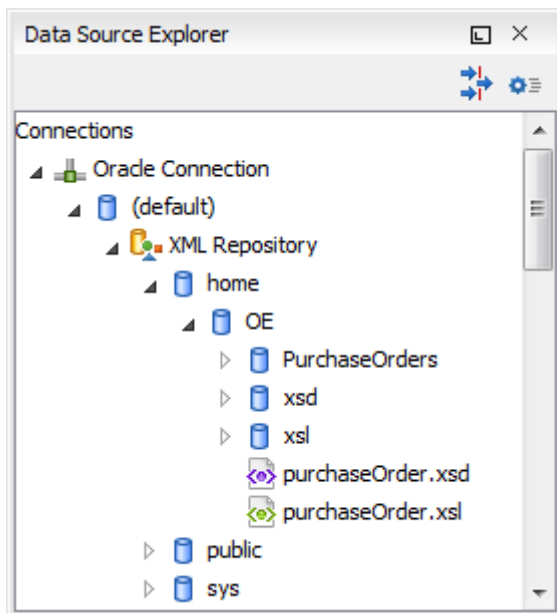 Data Source Explorer
Connections
Oracle Connection
(default)
XML Repository
home
OE
PurchaseOrders
xsd
xsl
purchaseOrder.xsd
purchaseOrder.xsl
public
sys